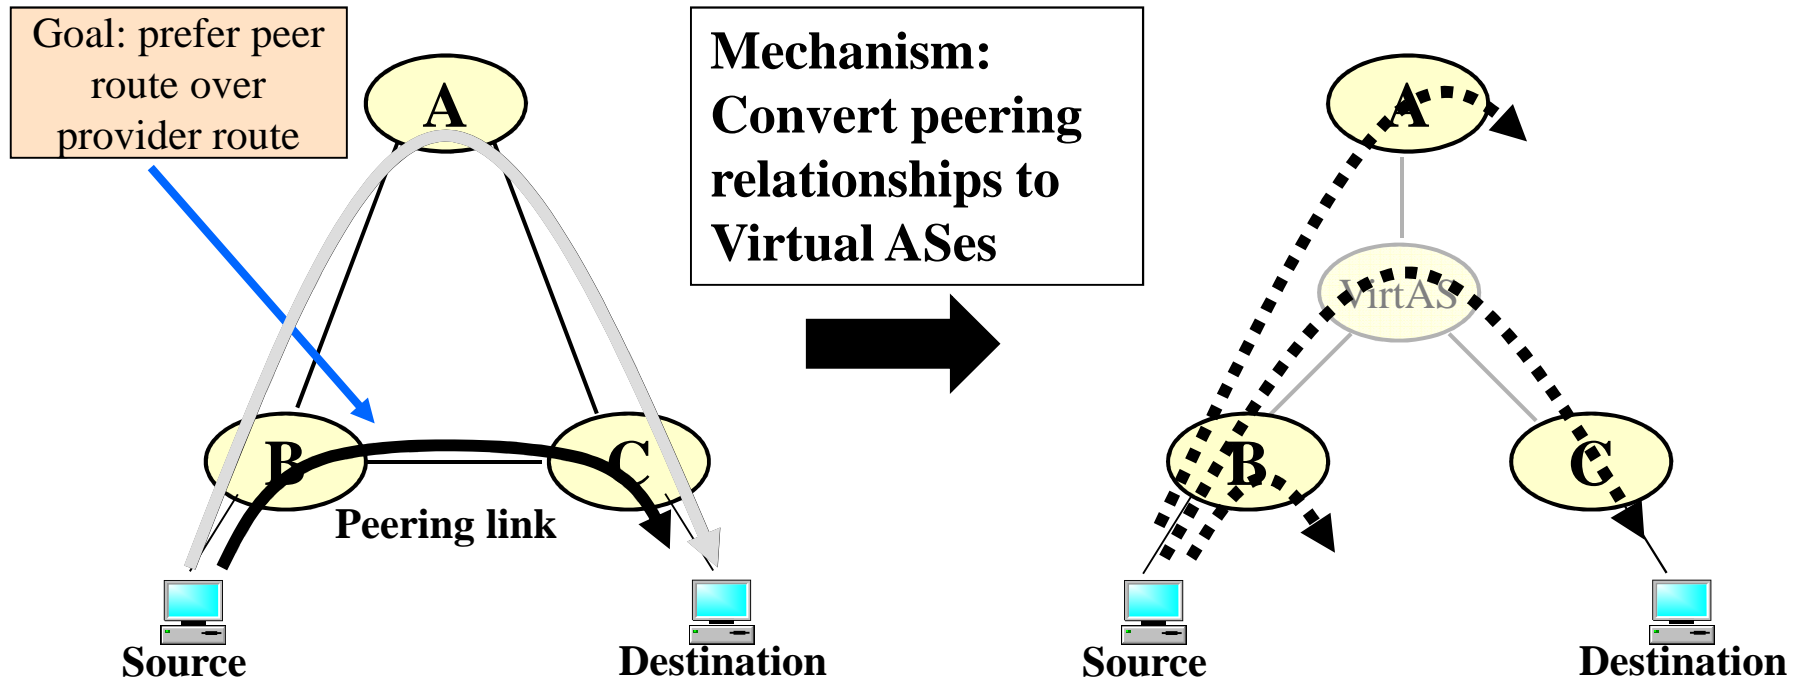 Goal: prefer peer
route over
provider route
A
B
C
Peering link
Source
Destination
Mechanism:
Convert peering
relationships to
Virtual ASes
A
VirtAS
B
C
Source
Destination